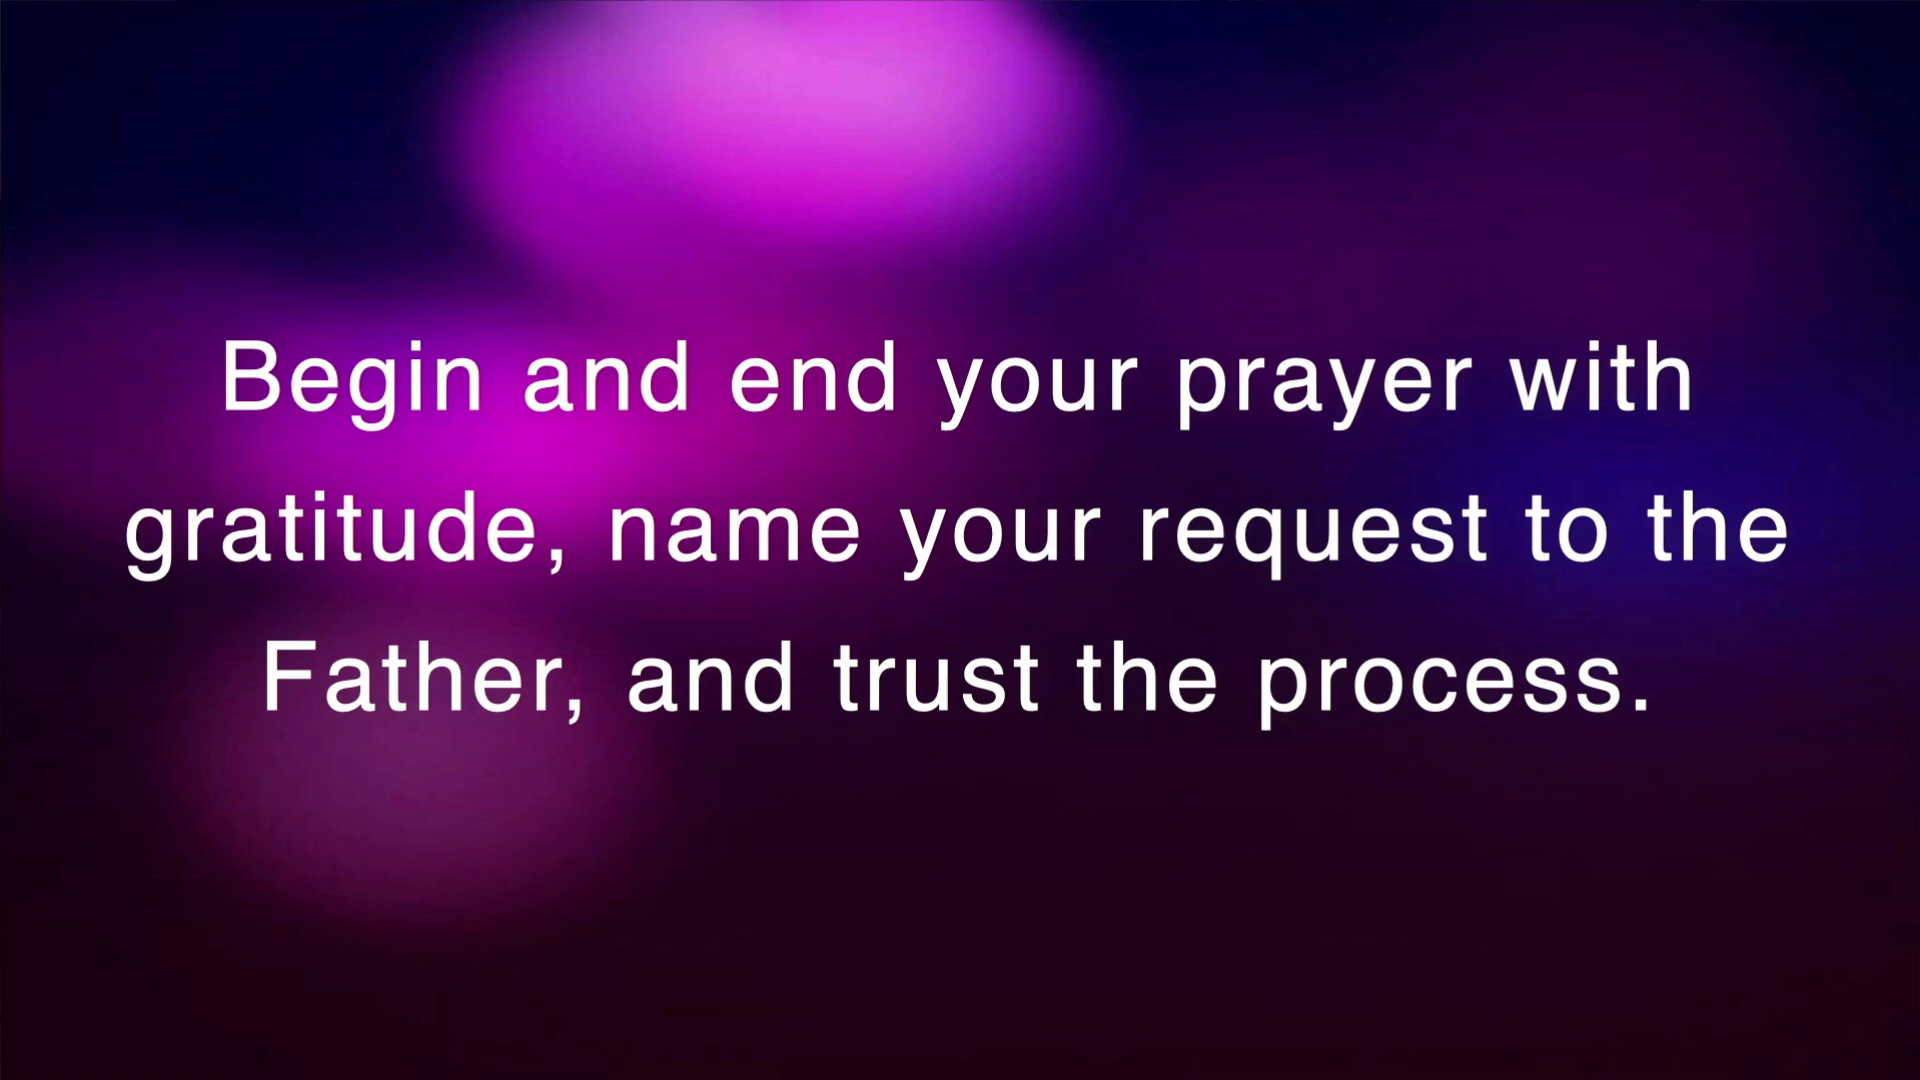 Begin and end your prayer with
gratitude, name your request to the
Father, and trust the process.